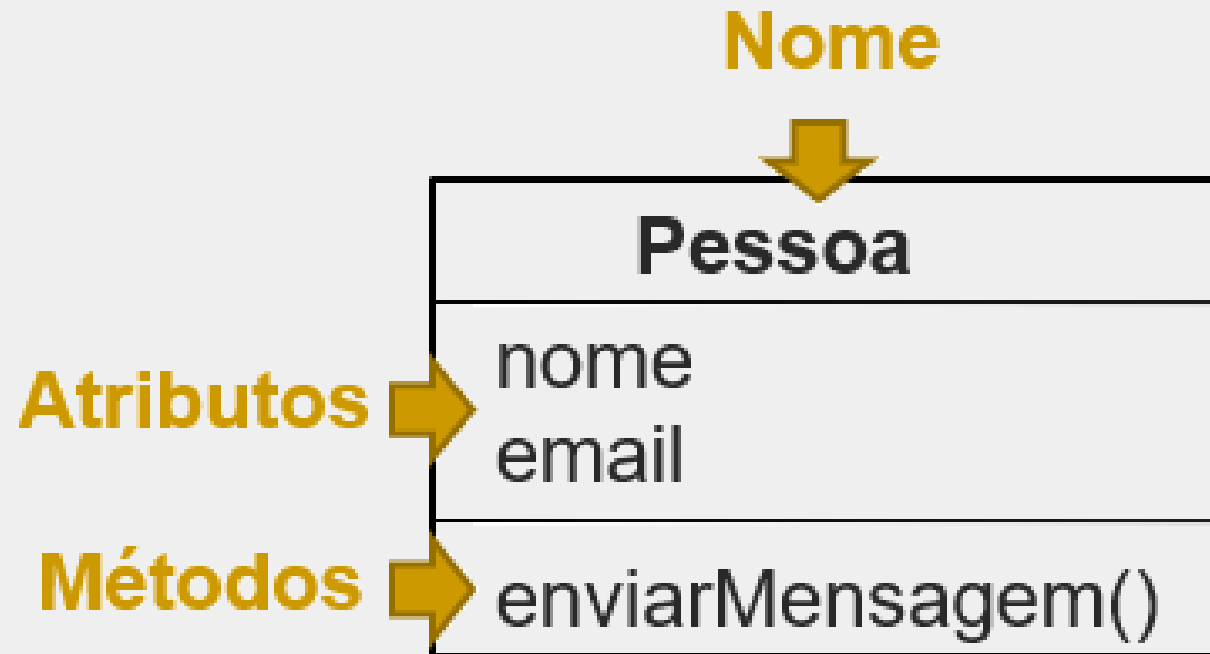 Nome
Pessoa
Atributos
nome
email
Métodos
enviarMensagem()